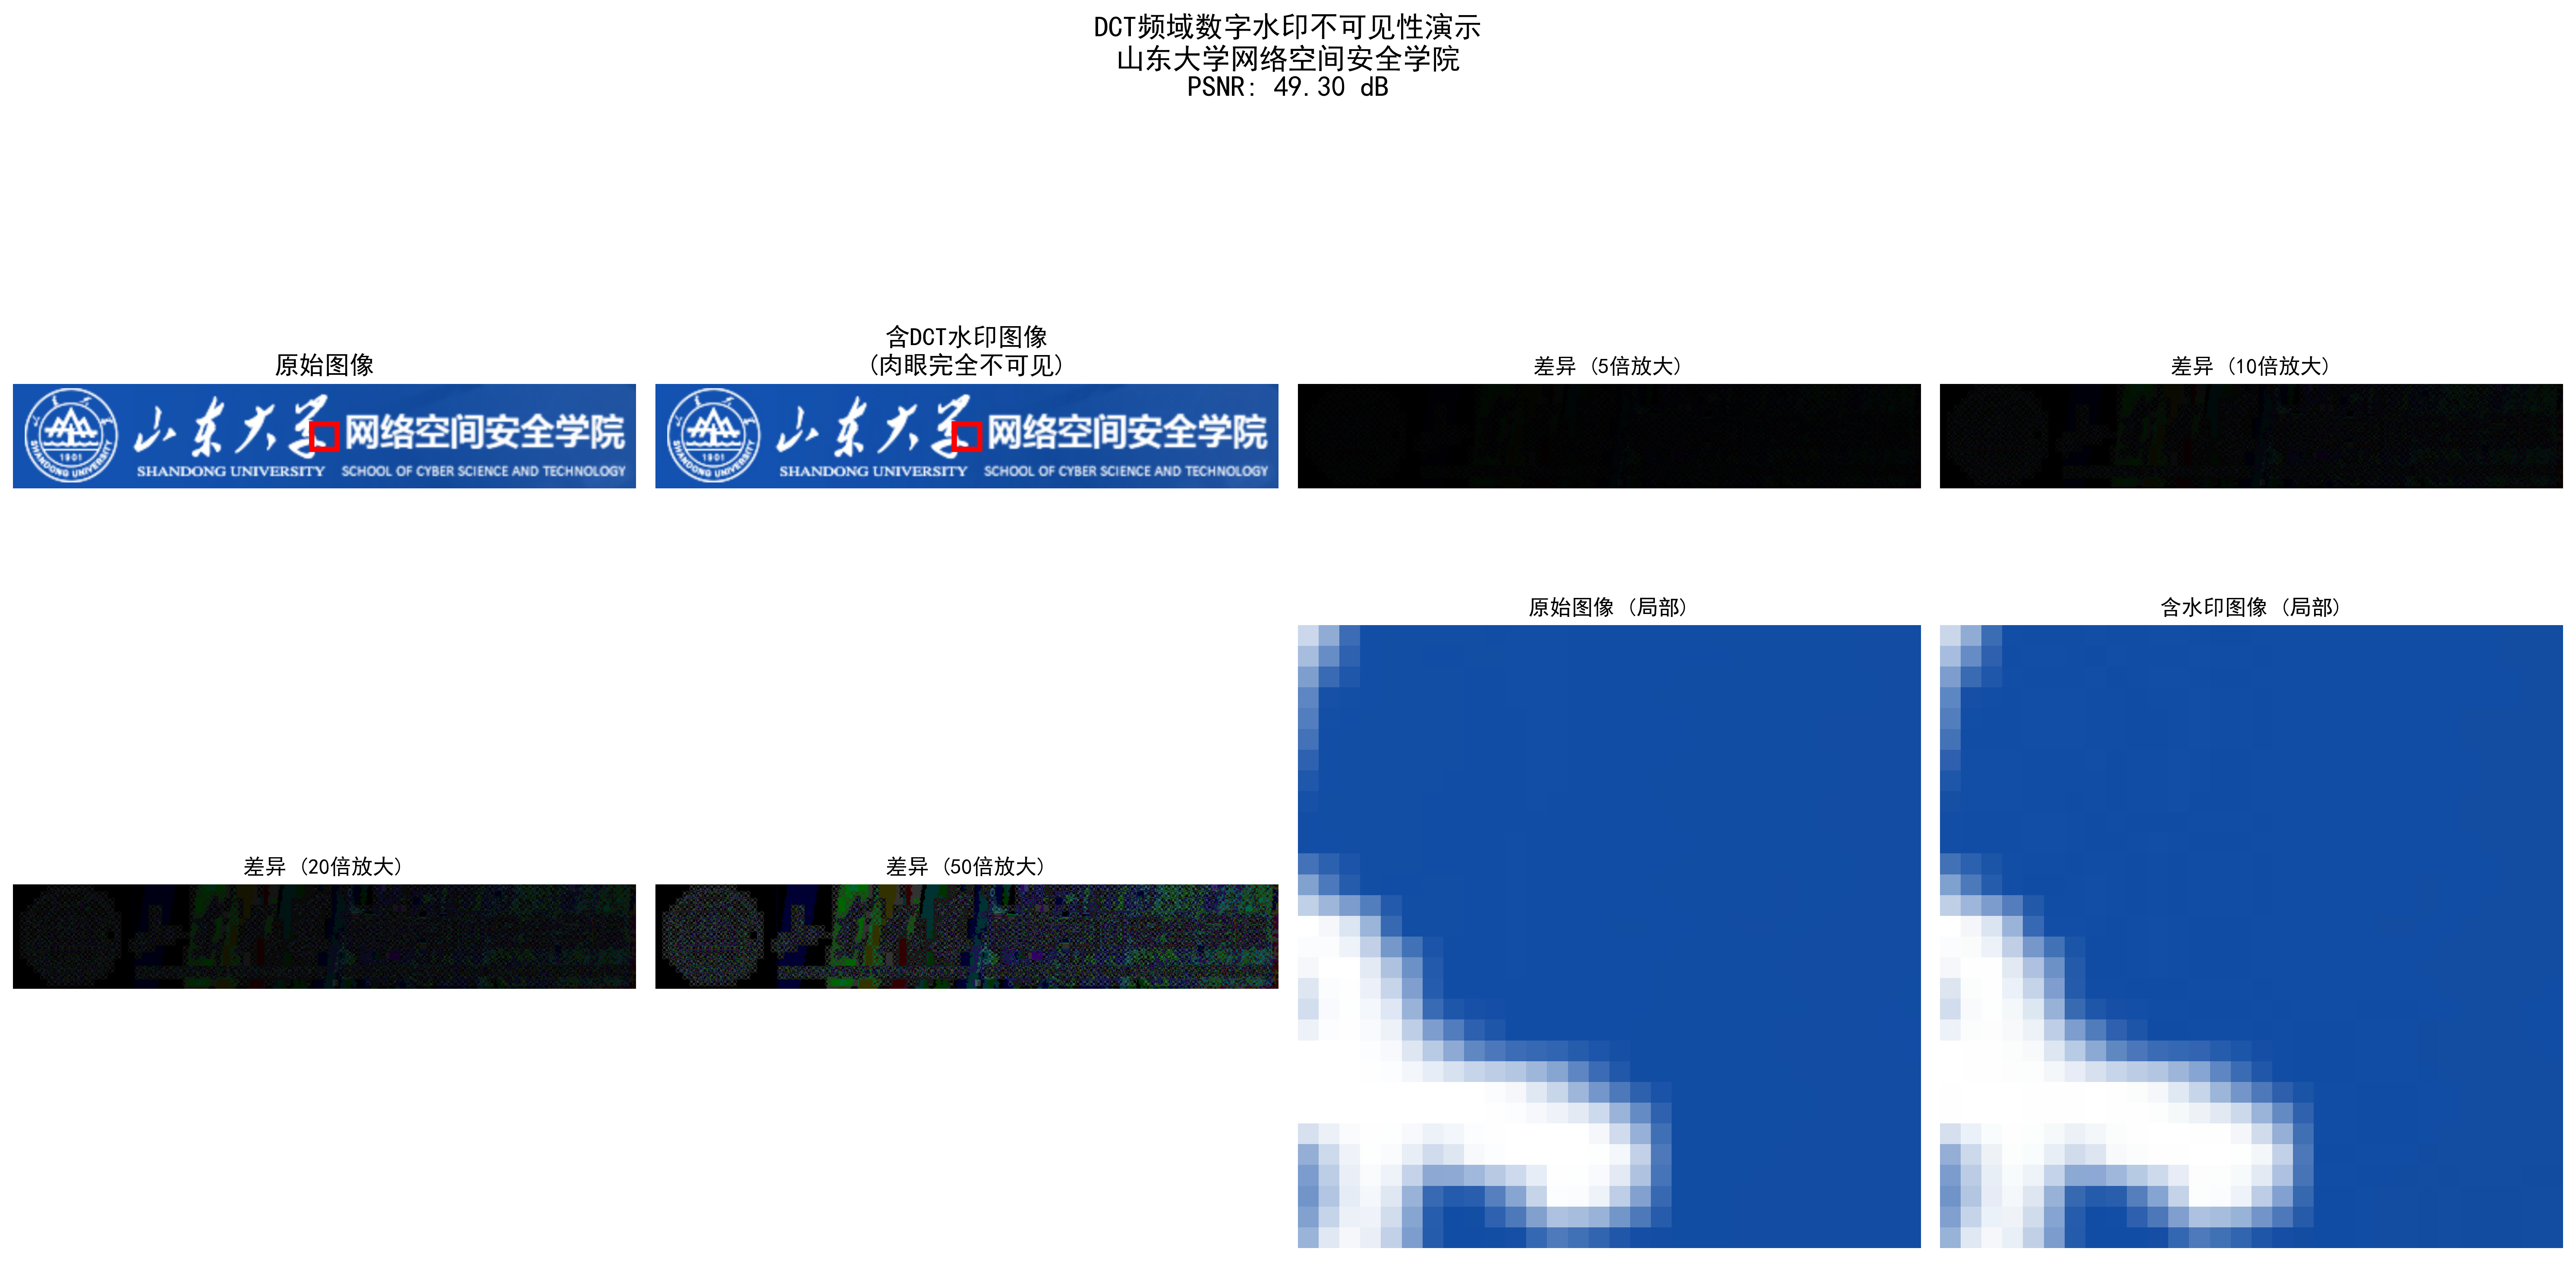 DCT频域数字水印不可见性演示
山东大学网络空间安全学院
PSNR: 49.30 dB
原始图像
山东大学 网络空间安全学院
SHANDONG UNIVERSITY SCHOOL OF CYBER SCIENCE AND TECHNOLOGY
1901
SHANDONG UNIVERSITY
含DCT水印图像
(肉眼完全不可见)
山东大学 网络空间安全学院
SHANDONG UNIVERSITY SCHOOL OF CYBER SCIENCE AND TECHNOLOGY
1901
SHANDONG UNIVERSITY
差异 (5倍放大)
差异 (10倍放大)
原始图像 (局部)
含水印图像 (局部)
差异 (20倍放大)
差异 (50倍放大)